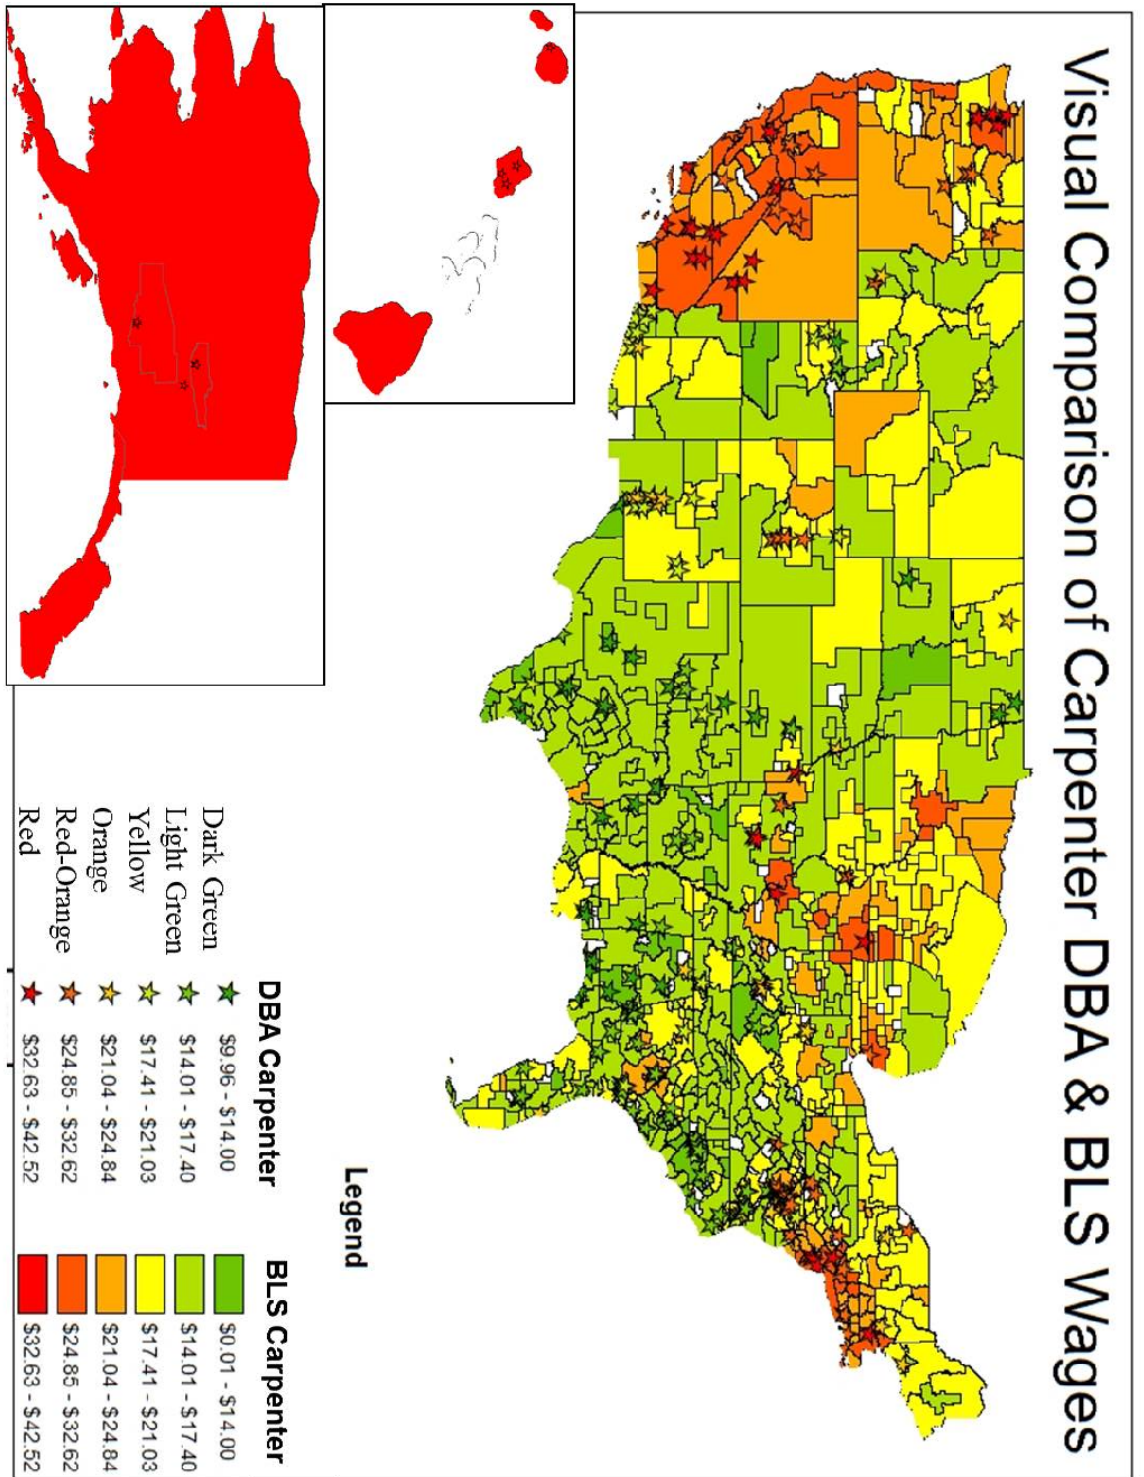 Visual Comparison of Carpenter DBA & BLS Wages
Legend
DBA Carpenter
BLS Carpenter
Dark Green $9.96 - $14.00 $0.01 - $14.00
Light Green $14.01 - $17.40 $14.01 - $17.40
Yellow $17.41 - $21.03 $17.41 - $21.03
Orange $21.04 - $24.84 $21.04 - $24.84
Red-Orange $24.85 - $32.62 $24.85 - $32.62
Red $32.63 - $42.52 $32.63 - $42.52